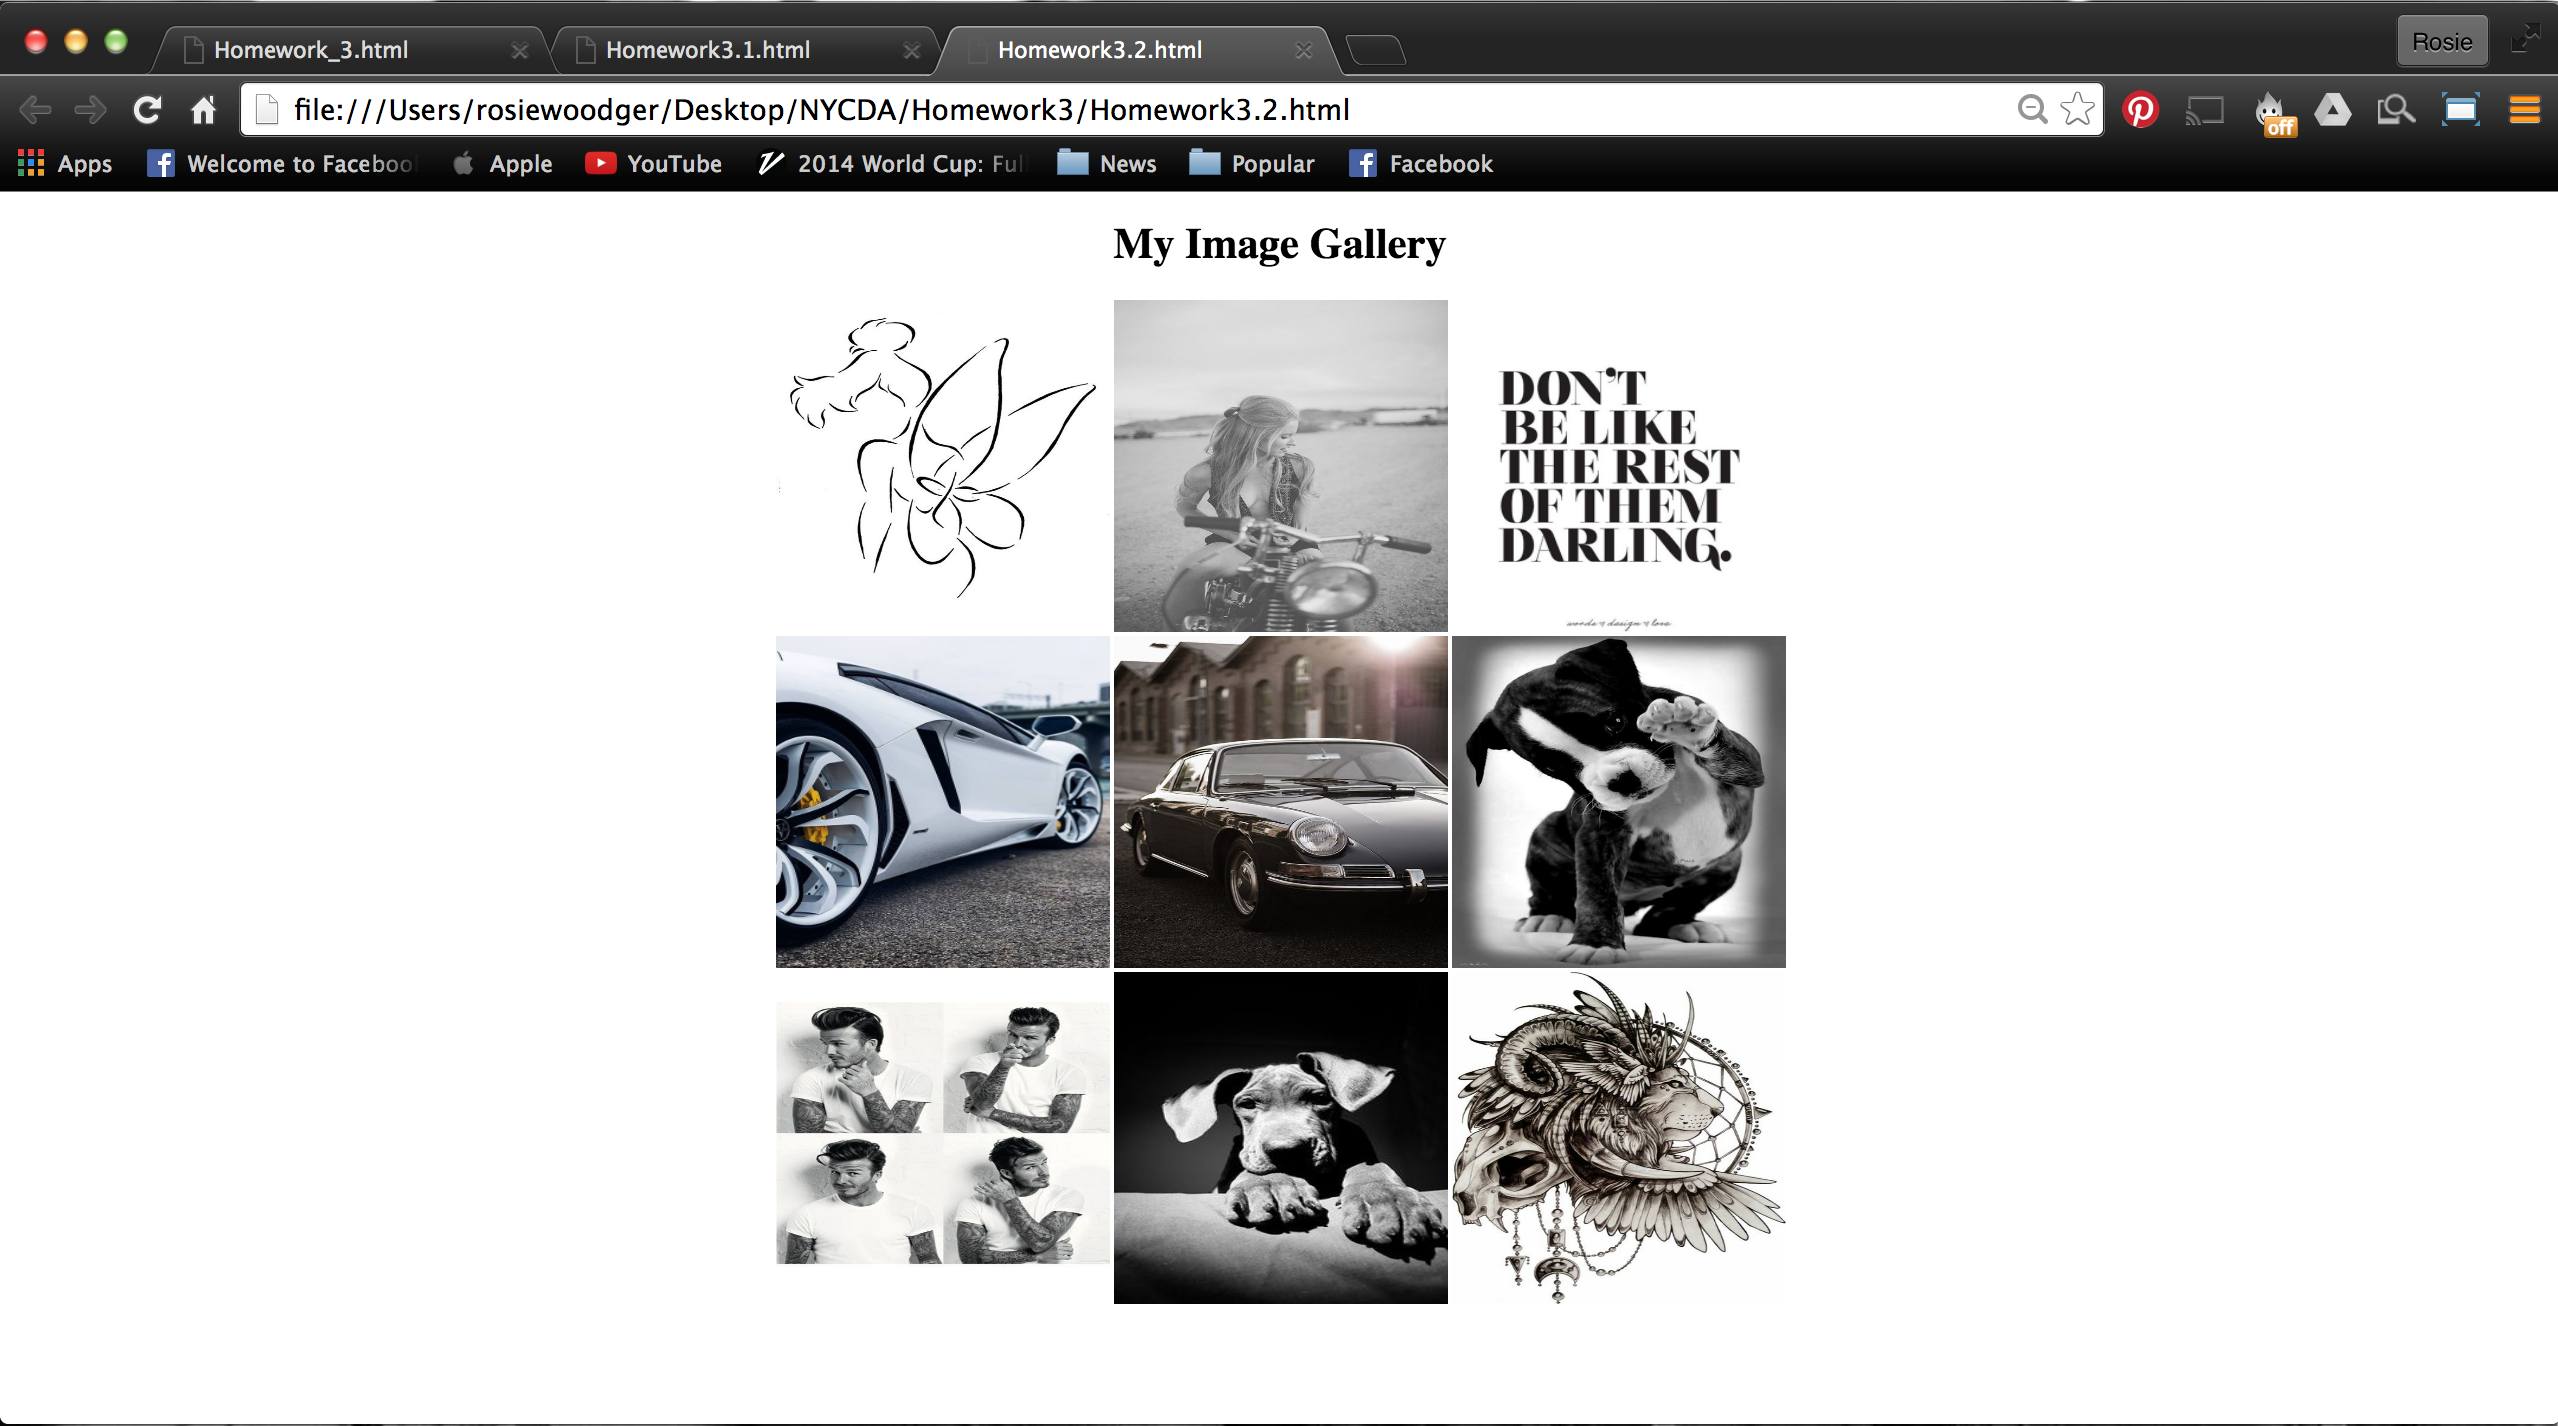 Homework_3.html
Homework3.1.html
Homework3.2.html
Rosie
file:///Users/rosiewoodger/Desktop/NYCDA/Homework3/Homework3.2.html
off
Apps
Welcome to Facebool
Apple
YouTube
2014 World Cup: Full
News
Popular
Facebook
My Image Gallery
DON'T
BE LIKE
THE REST
OF THEM
DARLING.
words & design & love